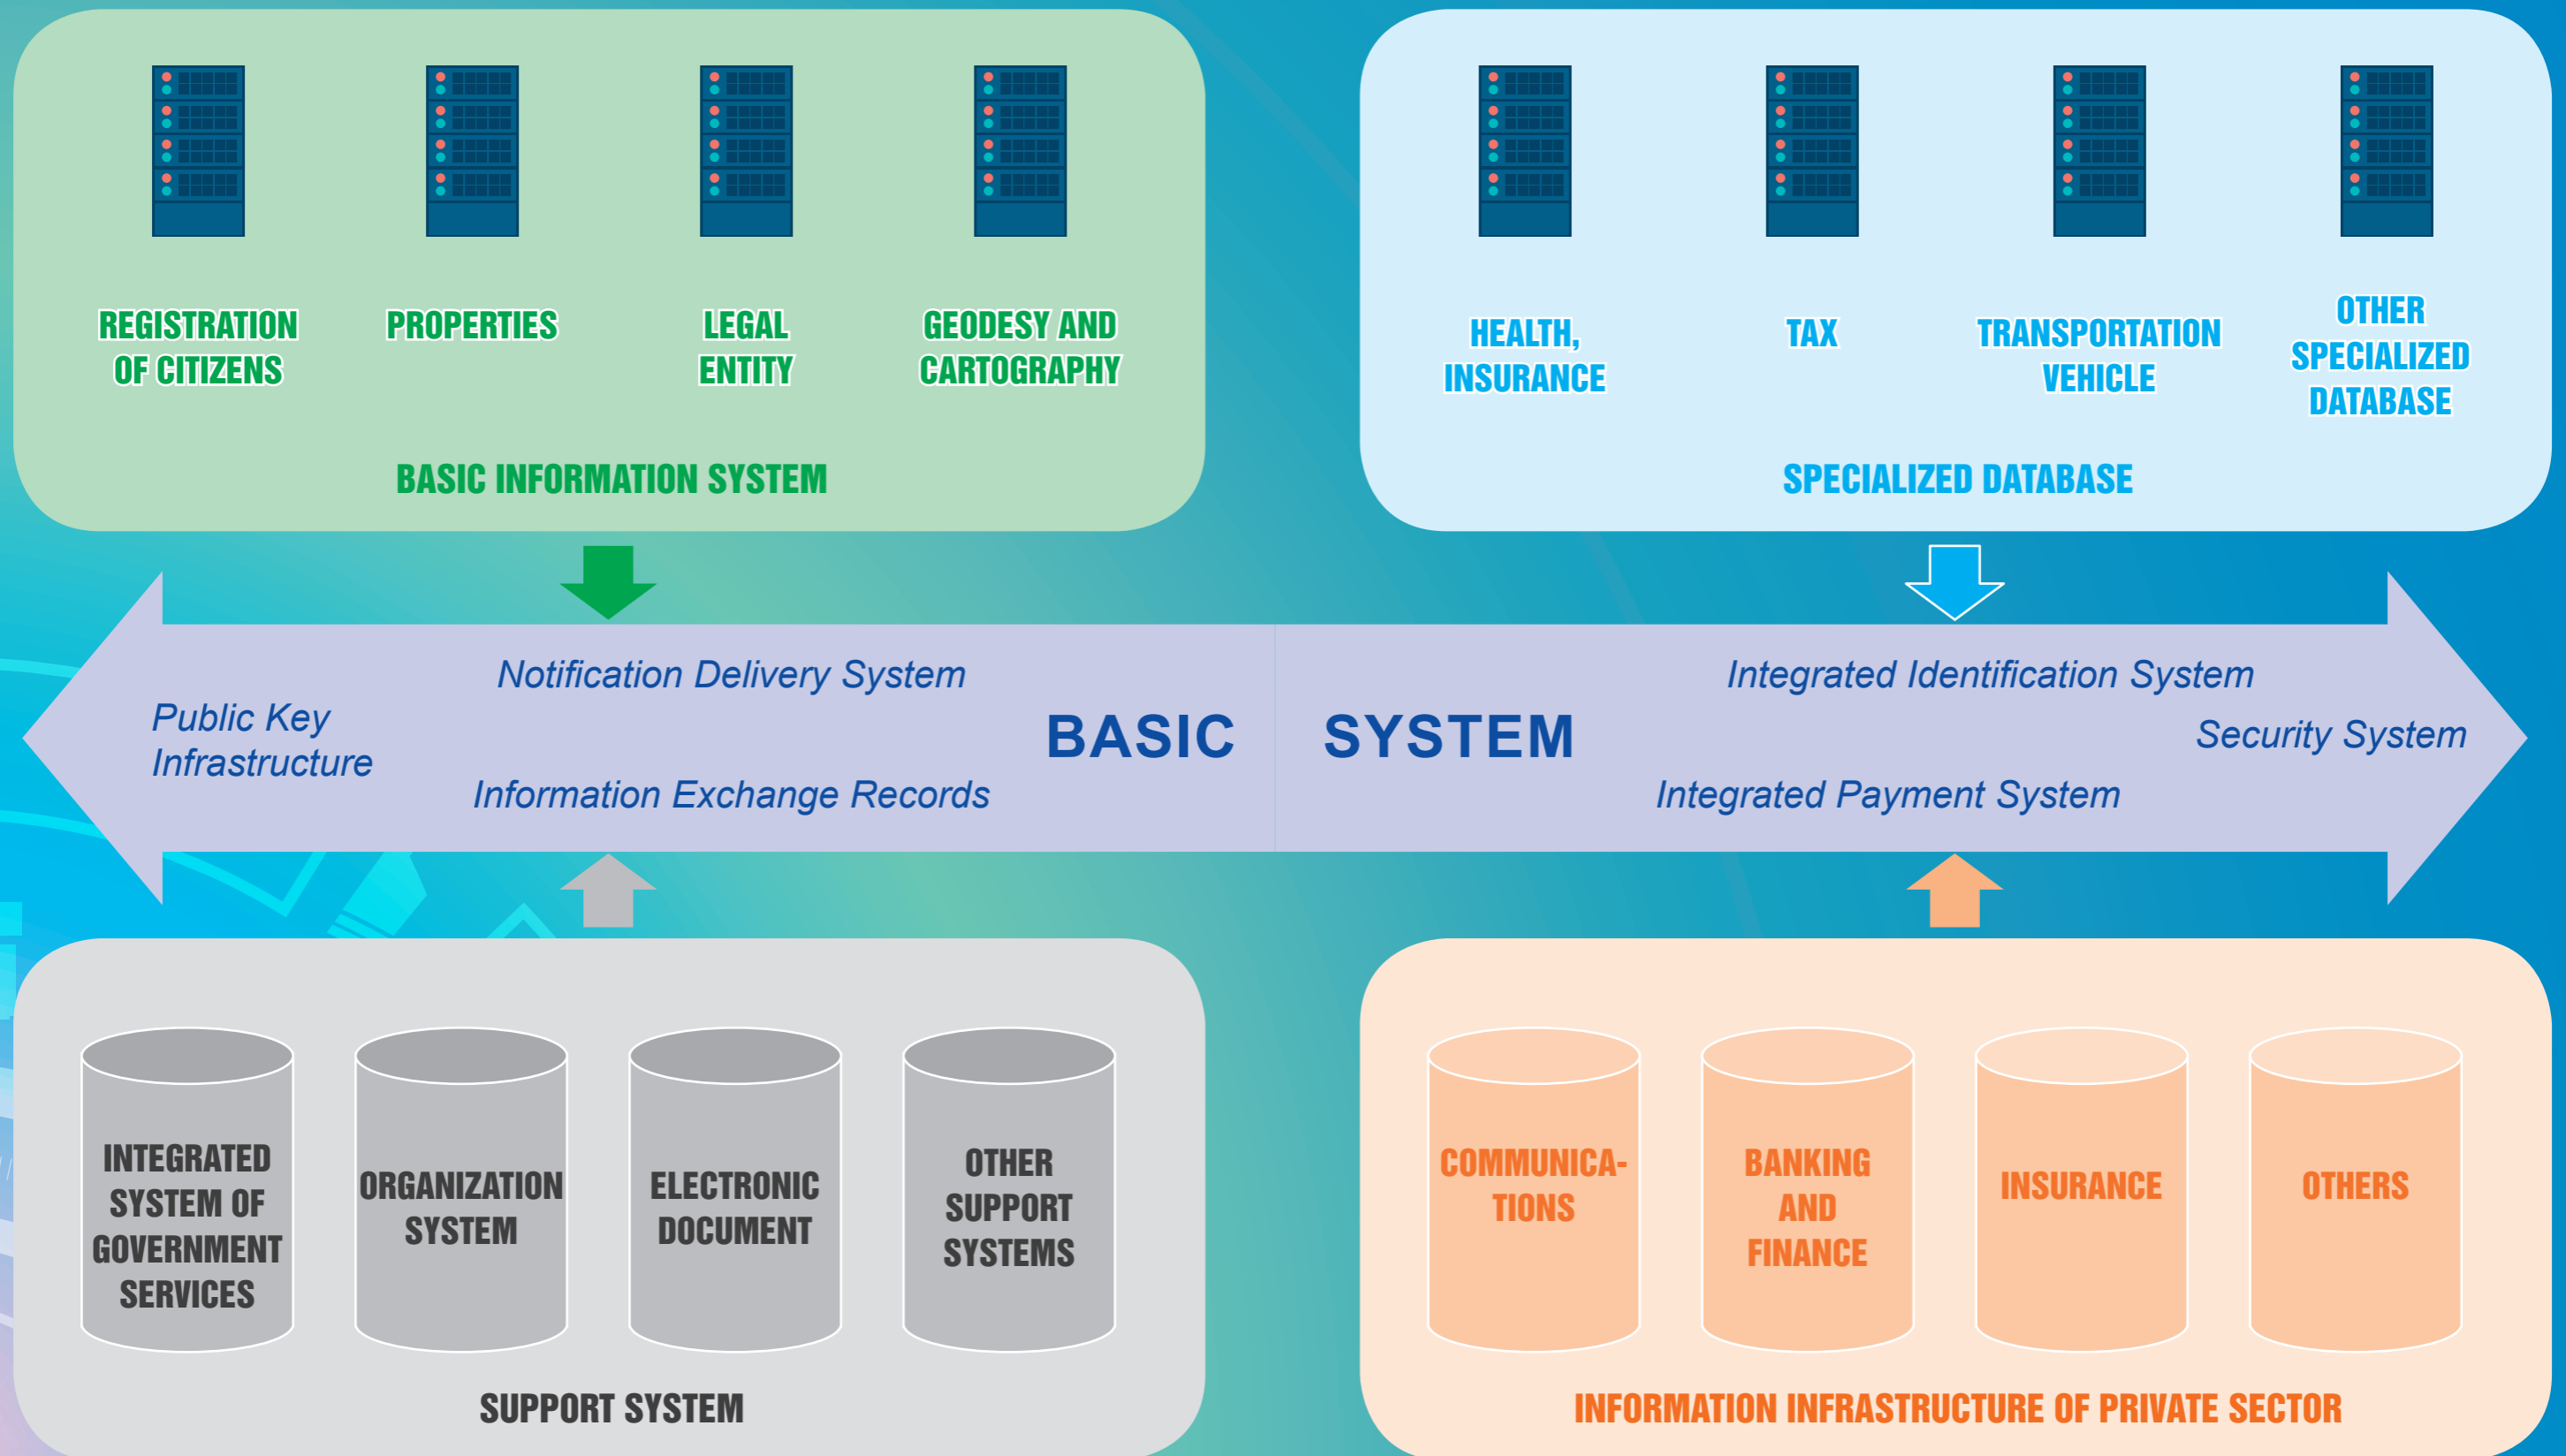 REGISTRATION
OF CITIZENS
PROPERTIES
LEGAL
ENTITY
GEODESY AND
CARTOGRAPHY
BASIC INFORMATION SYSTEM
HEALTH,
INSURANCE
TAX
TRANSPORTATION
VEHICLE
OTHER
SPECIALIZED
DATABASE
SPECIALIZED DATABASE
Public Key
Infrastructure
Notification Delivery System
Information Exchange Records
BASIC SYSTEM
Integrated Identification System
Security System
Integrated Payment System
INTEGRATED
SYSTEM OF
GOVERNMENT
SERVICES
ORGANIZATION
SYSTEM
ELECTRONIC
DOCUMENT
OTHER
SUPPORT
SYSTEMS
SUPPORT SYSTEM
COMMUNICA-
TIONS
BANKING
AND
FINANCE
INSURANCE
OTHERS
INFORMATION INFRASTRUCTURE OF PRIVATE SECTOR